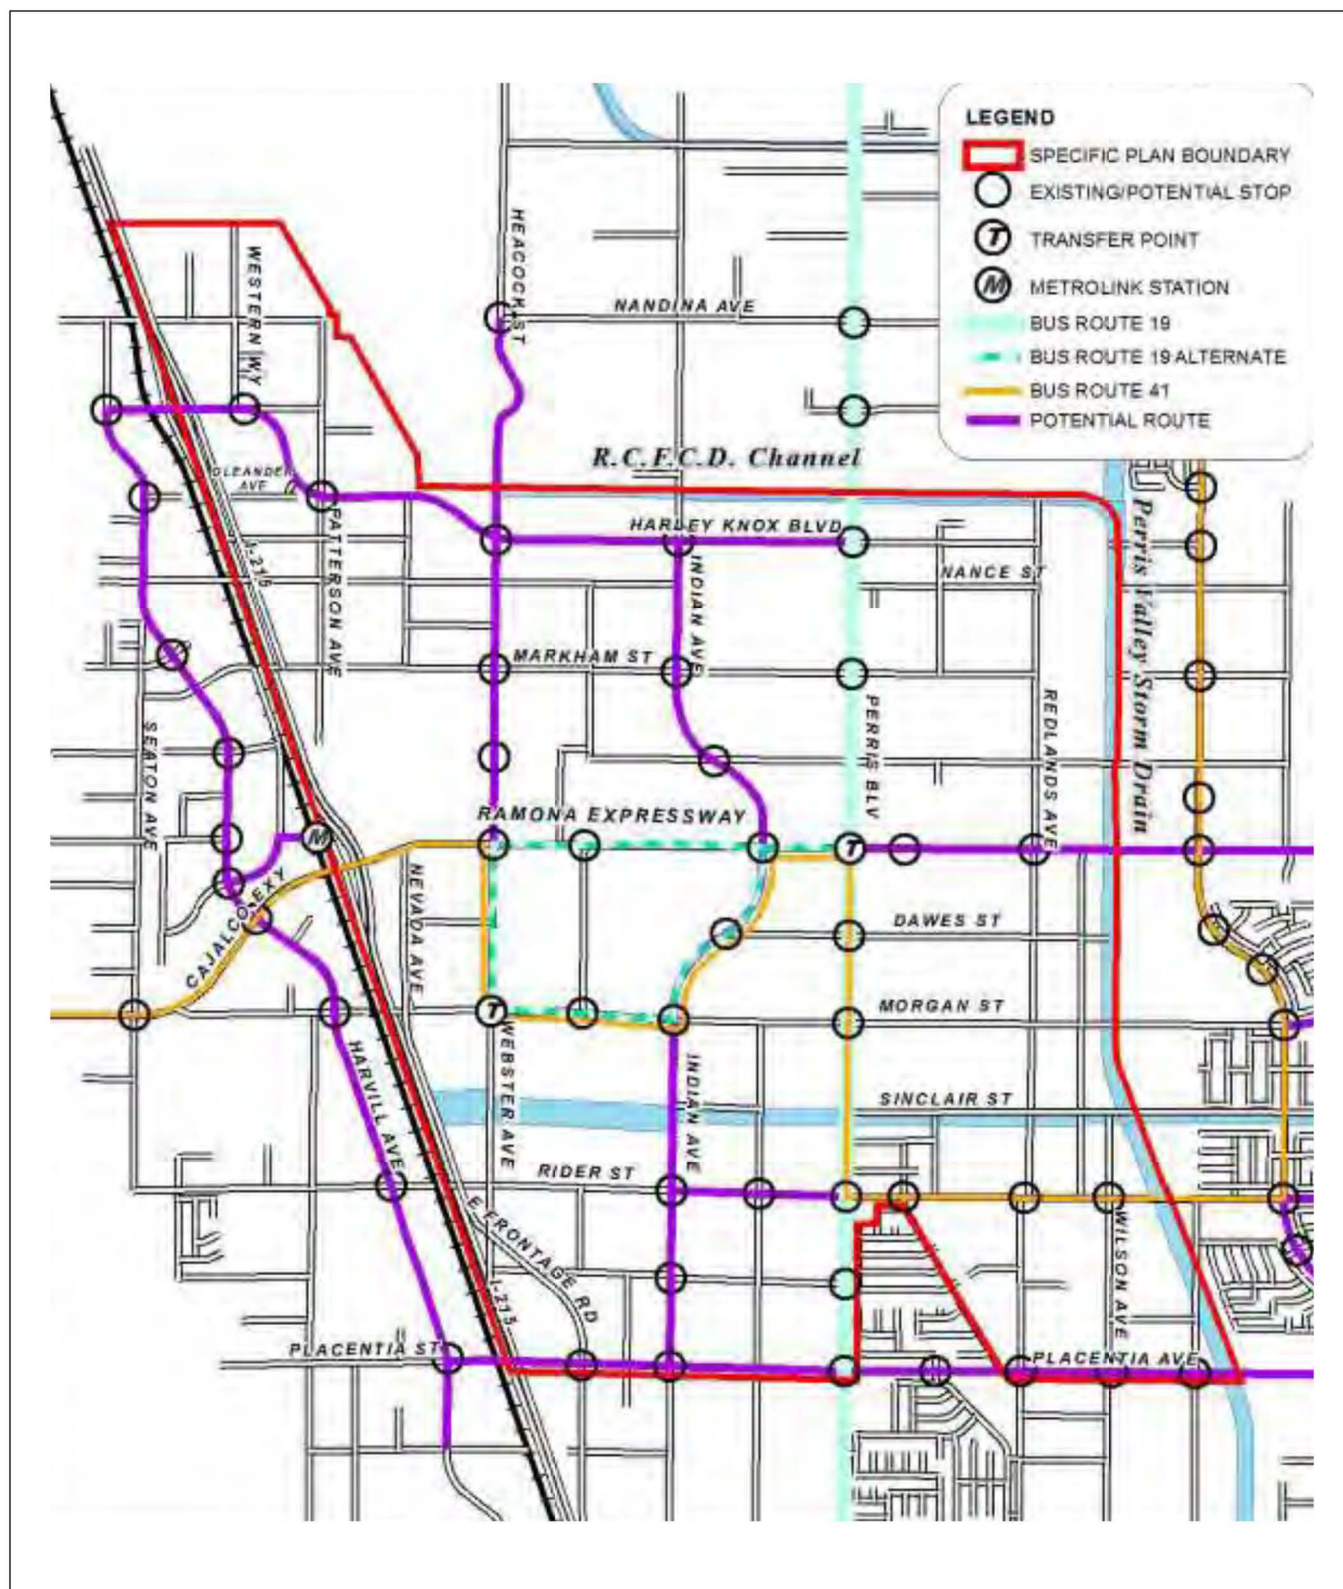 LEGEND
SPECIFIC PLAN BOUNDARY
EXISTING/POTENTIAL STOP
T TRANSFER POINT
M METROLINK STATION
BUS ROUTE 19
BUS ROUTE 19 ALTERNATE
BUS ROUTE 41
POTENTIAL ROUTE
HEACOCK ST
WESTERN WY
NANDINA AVE
R.C.F.C.D. Channel
OLEANDER
AVE
HARLEY KNOX BLVD
Perris Valley Storm Drain
PATTERSON AVE
I-215
INDIAN AVE
NANCE ST
MARKHAM ST
PERRIS BLV
REDLANDS AVE
SEATON AVE
RAMONA EXPRESSWAY
M
T
CAJALCO EXY
NEVADA AVE
DAWES ST
MORGAN ST
T
WEBSTER AVE
HARVILL AVE
INDIAN AVE
SINCLAIR ST
RIDER ST
E FRONTAGE RD
WILSON AVE
I-215
PLACENTIA ST
PLACENTIA AVE